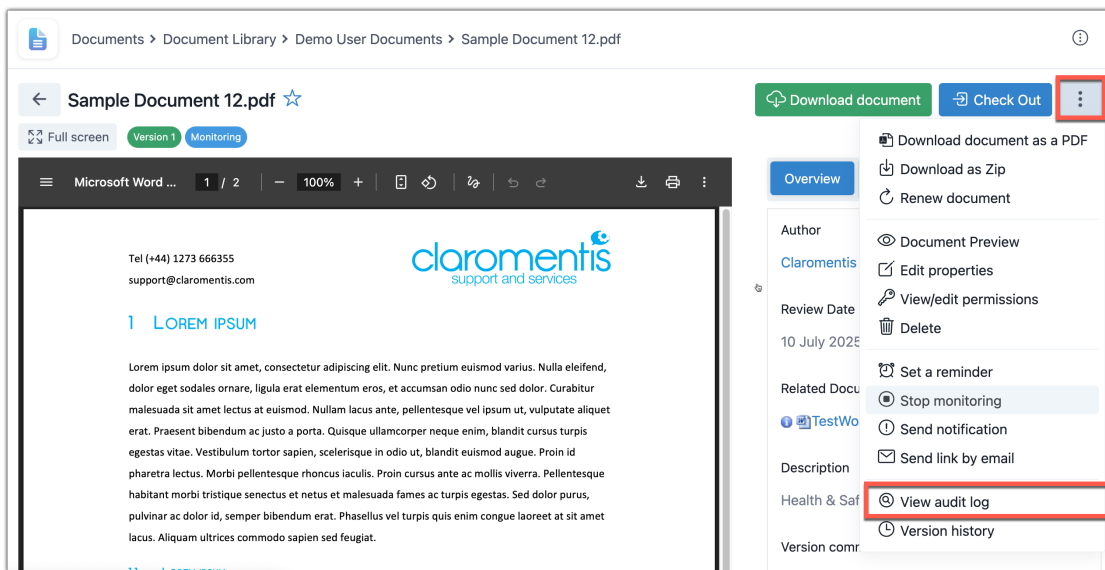 Documents > Document Library > Demo User Documents > Sample Document 12.pdf
Sample Document 12.pdf
Download document
Check Out
Full screen
Version 1
Monitoring
Microsoft Word ...
1 / 2
100%
Tel (+44) 1273 666355
support@claromentis.com
claromentis
support and services
1 LOREM IPSUM
Lorem ipsum dolor sit amet, consectetur adipiscing elit. Nunc pretium euismod varius. Nulla eleifend,
dolor eget sodales ornare, ligula erat elementum eros, et accumsan odio nunc sed dolor. Curabitur
malesuada sit amet lectus at euismod. Nullam lacus ante, pellentesque vel ipsum ut, vulputate aliquet
erat. Praesent bibendum ac justo a porta. Quisque ullamcorper neque enim, blandit cursus turpis
egestas vitae. Vestibulum tortor sapien, scelerisque in odio ut, blandit euismod augue. Proin id
pharetra lectus. Morbi pellentesque rhoncus iaculis. Proin cursus ante ac mollis viverra. Pellentesque
habitant morbi tristique senectus et netus et malesuada fames ac turpis egestas. Sed dolor purus,
pulvinar ac dolor id, semper bibendum erat. Phasellus vel turpis quis enim congue laoreet at sit amet
lacus. Aliquam ultrices commodo sapien sed feugiat.
Overview
Author
Claromentis
Review Date
10 July 2025
Related Docu
TestWo
Description
Health & Saf
Version comm
Download document as a PDF
Download as Zip
Renew document
Document Preview
Edit properties
View/edit permissions
Delete
Set a reminder
Stop monitoring
Send notification
Send link by email
View audit log
Version history